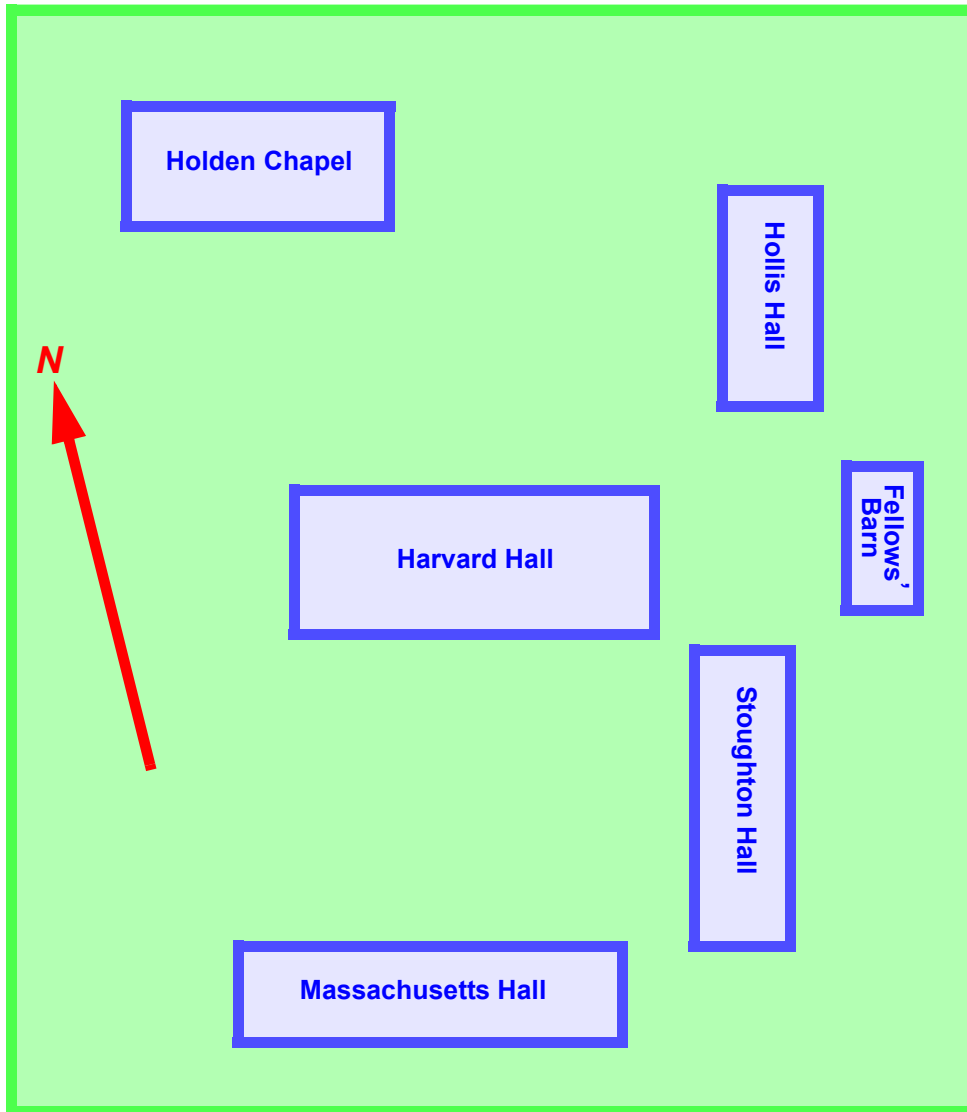 Holden Chapel
Hollis Hall
N
Fellows’
Barn
Harvard Hall
Stoughton Hall
Massachusetts Hall